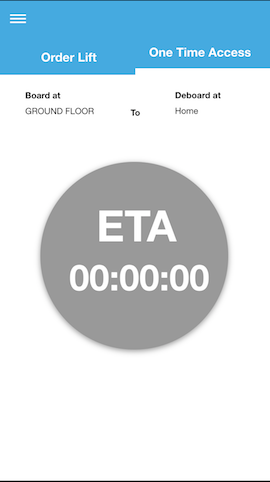 Order Lift
One Time Access
Board at
Deboard at
GROUND FLOOR
To
Home
ETA
00:00:00